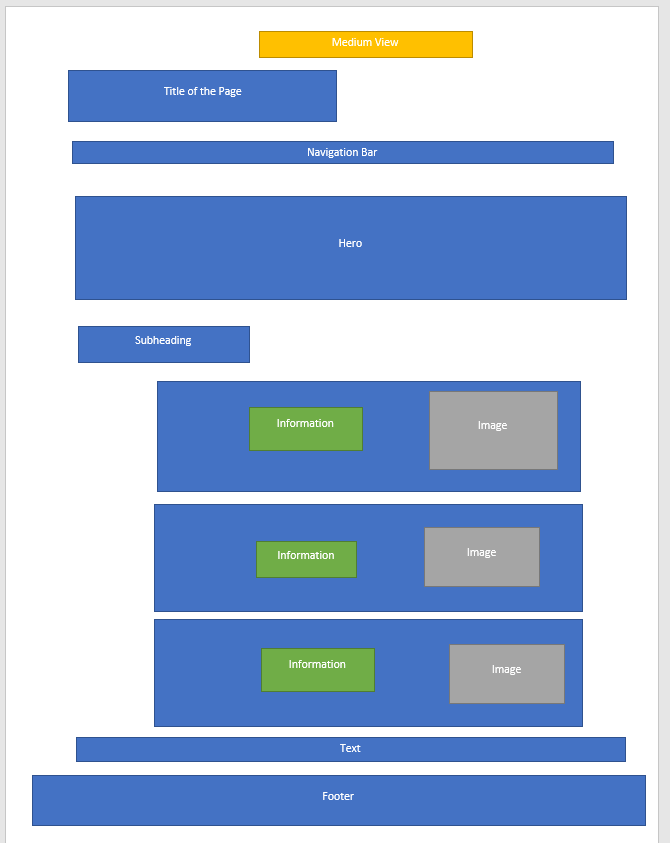 Medium View
Title of the Page
Navigation Bar
Hero
Subheading
Information
Image
Information
Image
Information
Image
Text
Footer